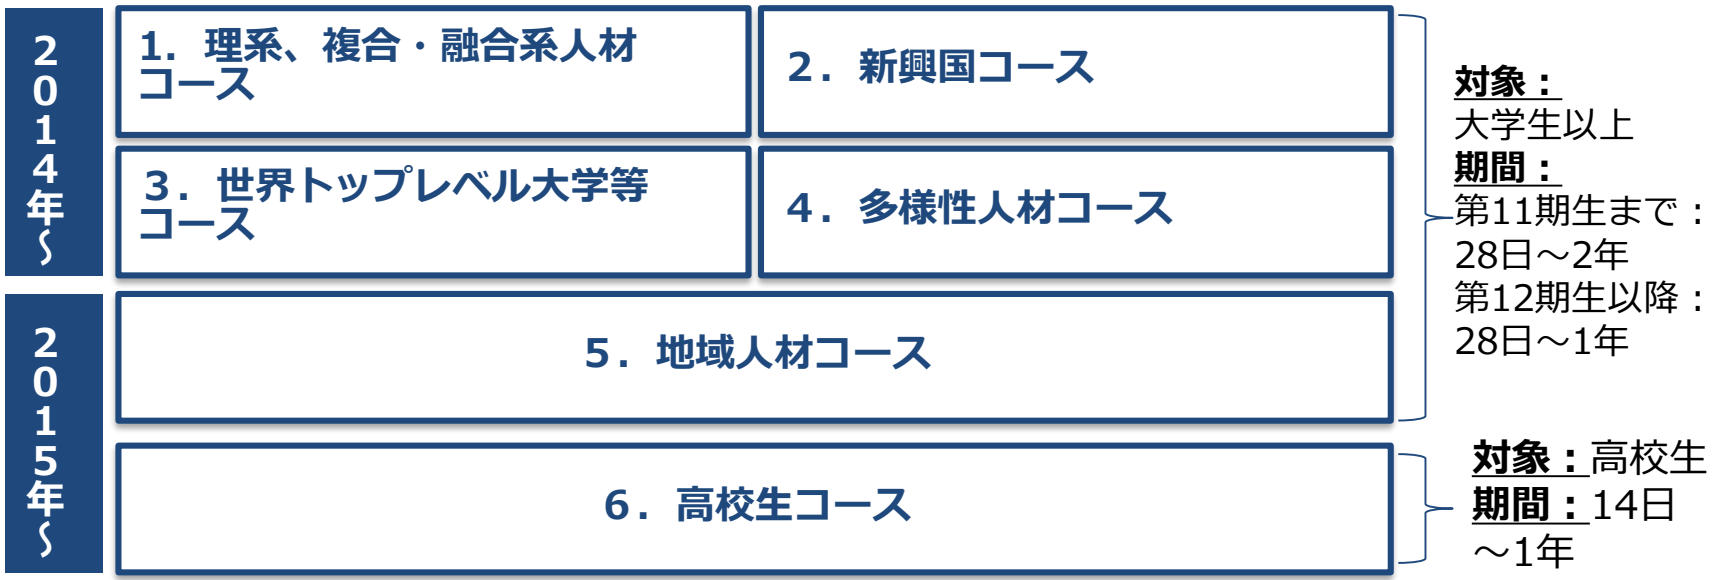 2014年～
1．理系、複合・融合系人材
コース
２．新興国コース
３．世界トップレベル大学等
コース
４．多様性人材コース
対象：
大学生以上
期間：
第11期生まで：
28日～2年
第12期生以降：
28日～1年
2015年～
５．地域人材コース
６．高校生コース
対象：高校生
期間：14日
～1年